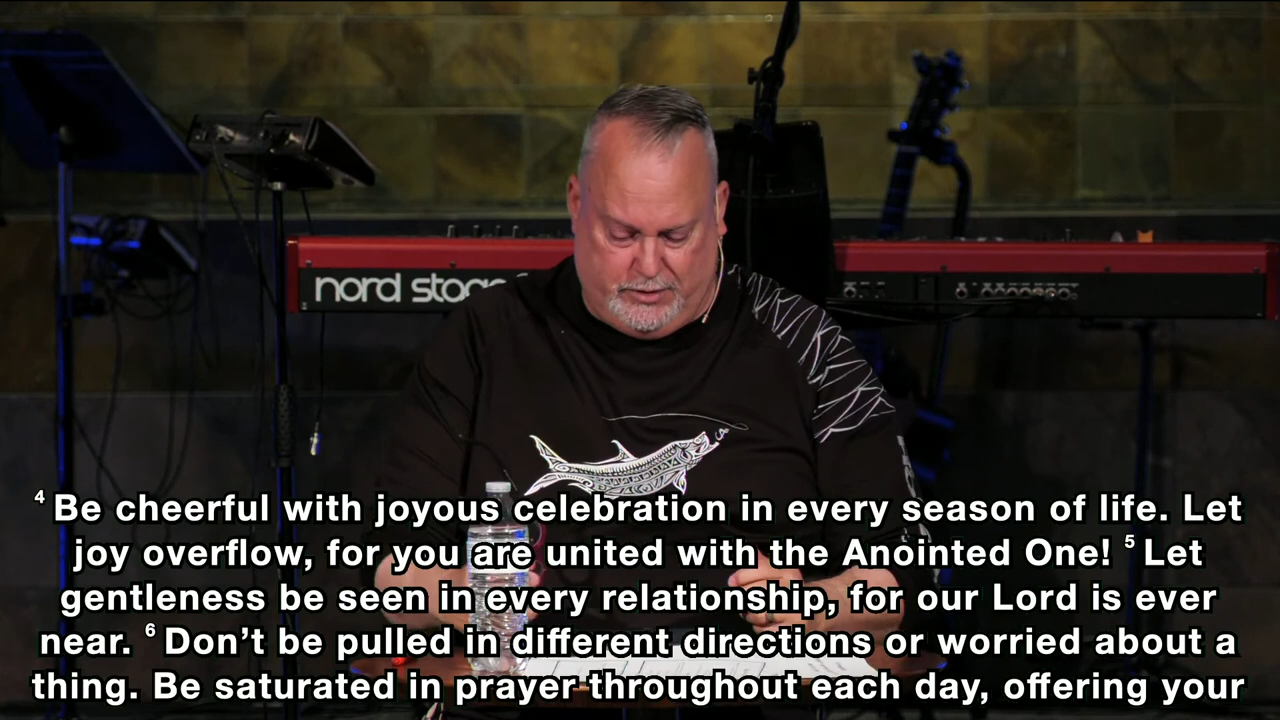 nord stage
⁴ Be cheerful with joyous celebration in every season of life. Let
joy overflow, for you are united with the Anointed One! ⁵ Let
gentleness be seen in every relationship, for our Lord is ever
near. ⁶ Don’t be pulled in different directions or worried about a
thing. Be saturated in prayer throughout each day, offering your